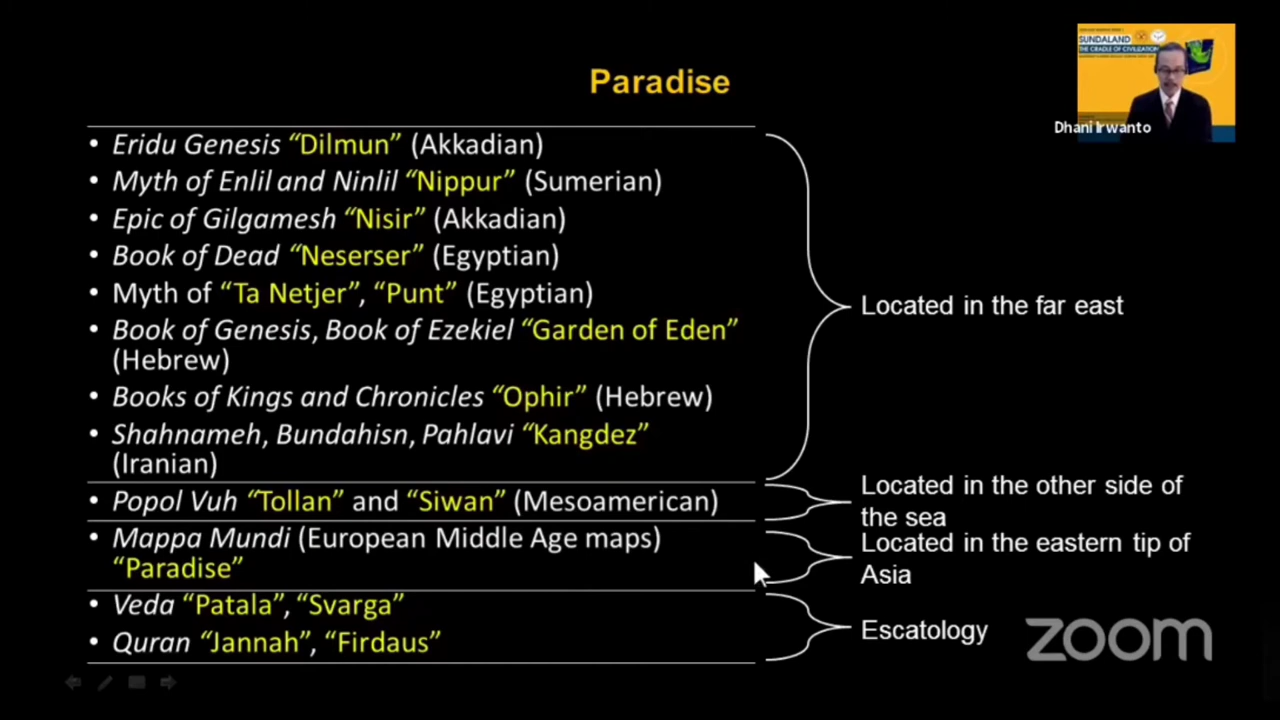 Paradise
SUNDALAND
THE CRADLE OF CIVILIZATION
Dhani Irwanto
• Eridu Genesis “Dilmun” (Akkadian)
• Myth of Enlil and Ninlil “Nippur” (Sumerian)
• Epic of Gilgamesh “Nisir” (Akkadian)
• Book of Dead “Neserser” (Egyptian)
• Myth of “Ta Netjer”, “Punt” (Egyptian)
• Book of Genesis, Book of Ezekiel “Garden of Eden”
(Hebrew)
• Books of Kings and Chronicles “Ophir” (Hebrew)
• Shahnameh, Bundahisn, Pahlavi “Kangdez”
(Iranian)
Located in the far east
• Popol Vuh “Tollan” and “Siwan” (Mesoamerican)
Located in the other side of
the sea
• Mappa Mundi (European Middle Age maps)
“Paradise”
Located in the eastern tip of
Asia
• Veda “Patala”, “Svarga”
• Quran “Jannah”, “Firdaus”
Escatology
zoom